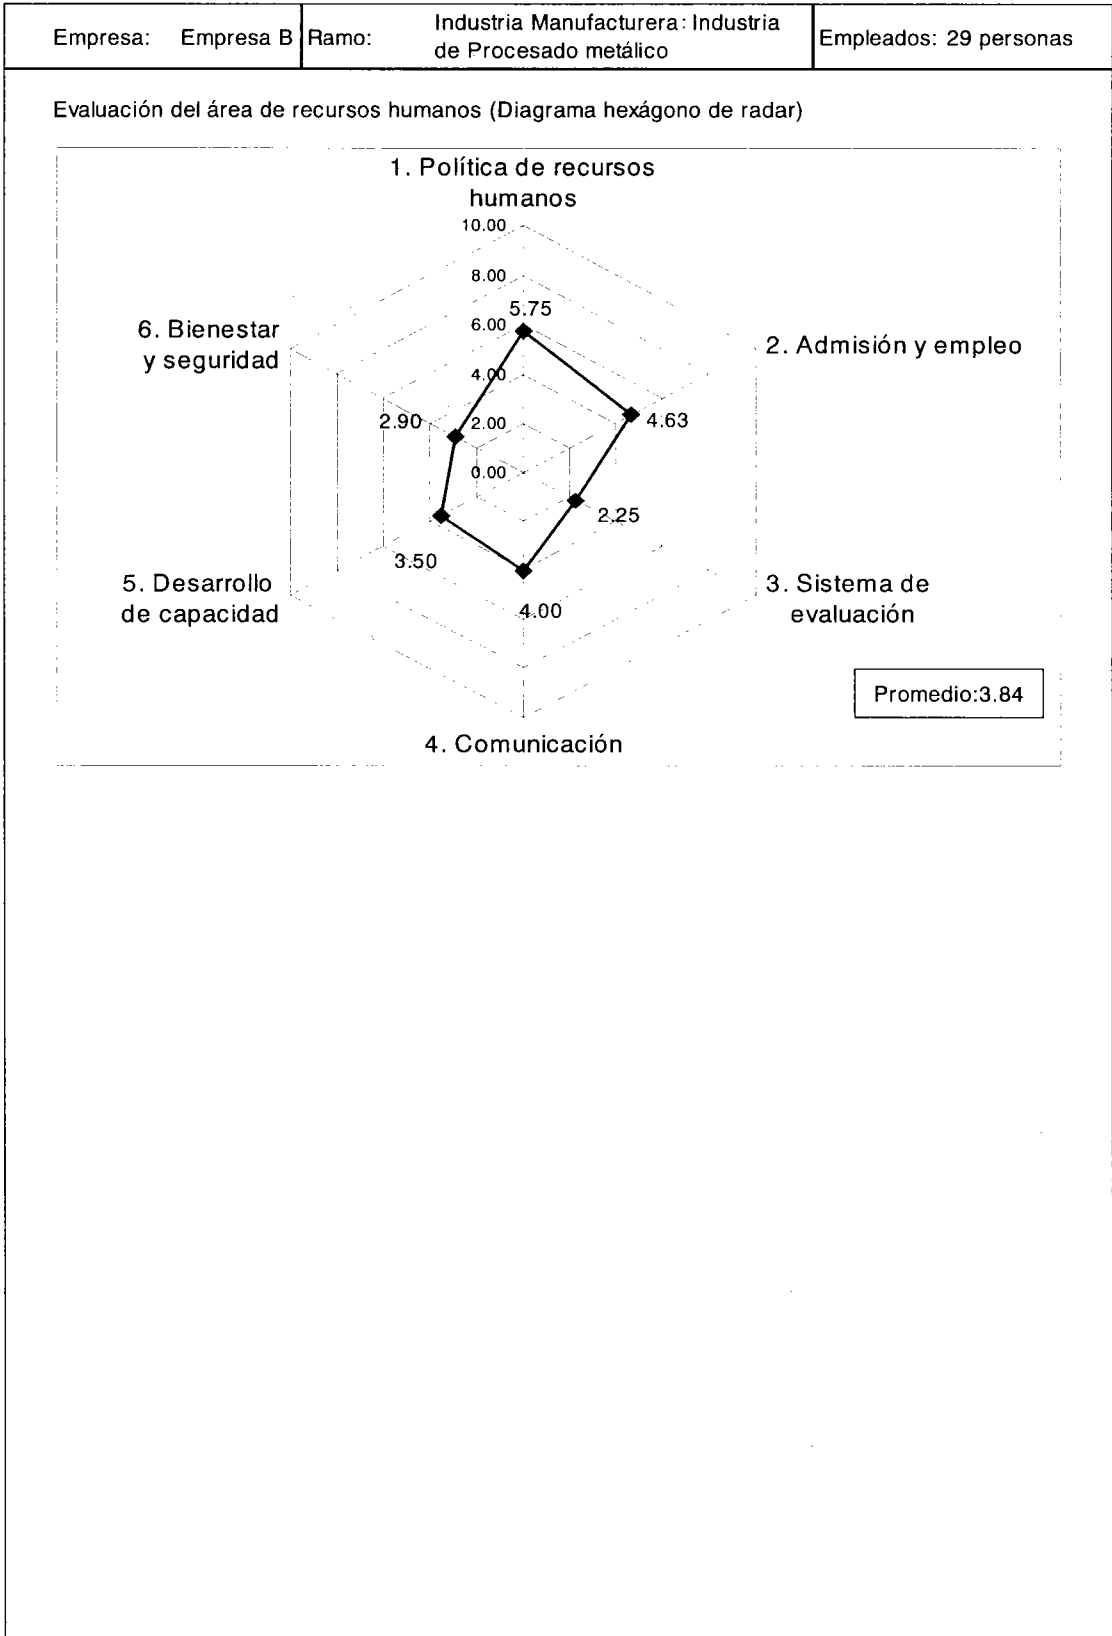 Empresa: Empresa B Ramo: Industria Manufacturera: Industria de Procesado metálico Empleados: 29 personas
Evaluación del área de recursos humanos (Diagrama hexágono de radar)
1. Política de recursos
humanos
10.00
8.00
5.75
6.00
6. Bienestar
y seguridad
2. Admisión y empleo
4.00
2.90
2.00
4.63
0.00
2.25
3.50
5. Desarrollo
de capacidad
4.00
3. Sistema de
evaluación
Promedio:3.84
4. Comunicación